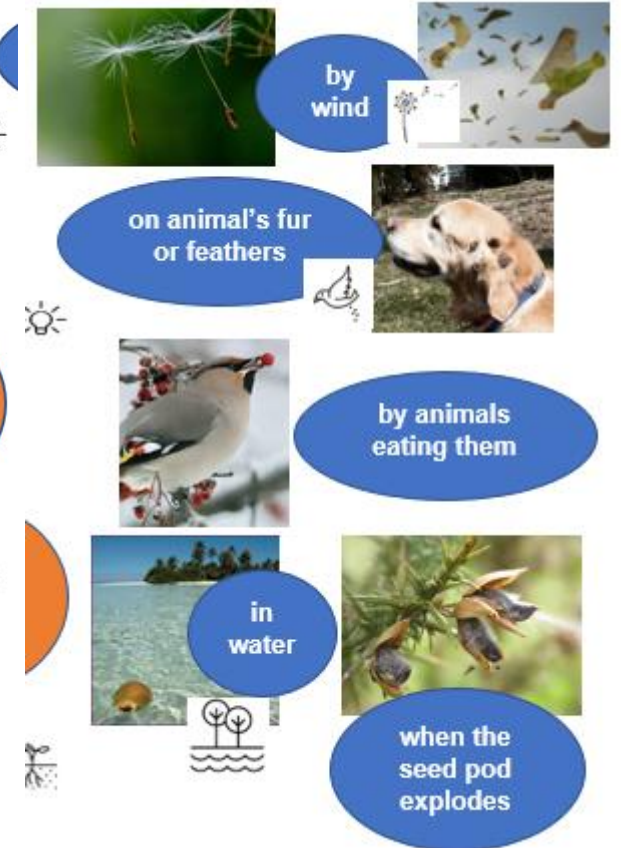 by
wind
on animal's fur
or feathers
by animals
eating them
in
water
when the
seed pod
explodes